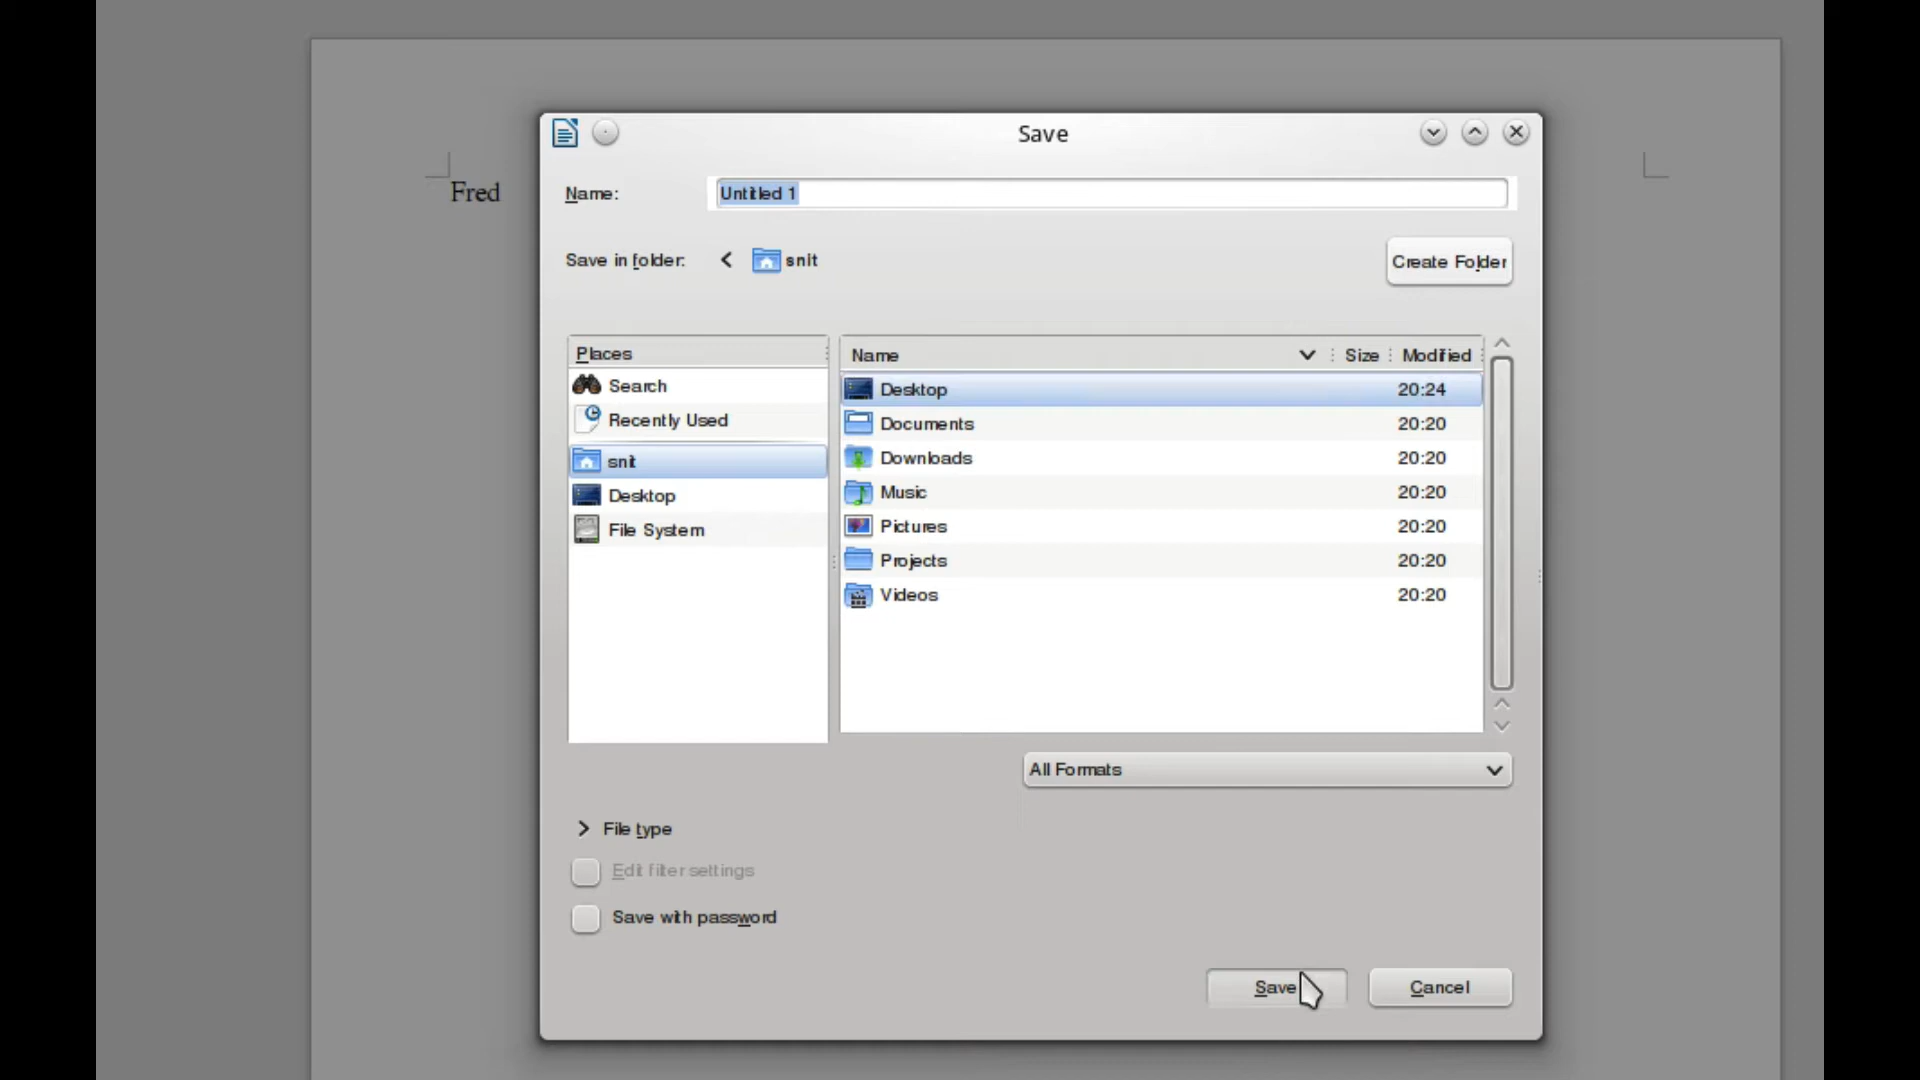 Save
Fred
Name: Untitled 1
Save in folder: snit Create Folder
Places
Search
Recently Used
snit
Desktop
File System
Name Size Modified
Desktop 20:24
Documents 20:20
Downloads 20:20
Music 20:20
Pictures 20:20
Projects 20:20
Videos 20:20
All Formats
File type
Edit filter settings
Save with password
Save Cancel